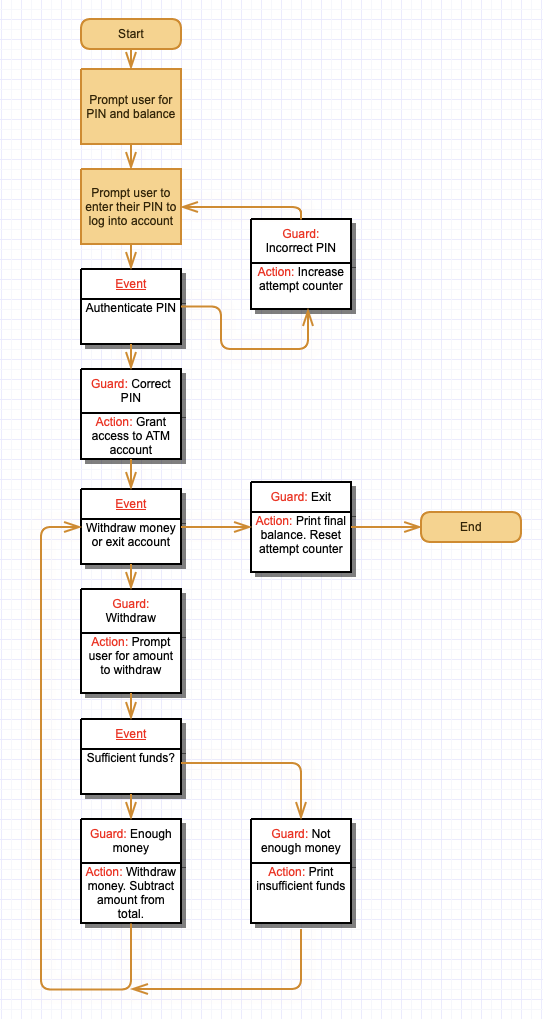 Start
Prompt user for
PIN and balance
Prompt user to
enter their PIN to
log into account
Guard:
Incorrect PIN
Action: Increase
attempt counter
Event
Authenticate PIN
Guard: Correct
PIN
Action: Grant
access to ATM
account
Event
Withdraw money
or exit account
Guard: Exit
Action: Print final
balance. Reset
attempt counter
End
Guard:
Withdraw
Action: Prompt
user for amount
to withdraw
Event
Sufficient funds?
Guard: Enough
money
Action: Withdraw
money. Subtract
amount from
total.
Guard: Not
enough money
Action: Print
insufficient funds